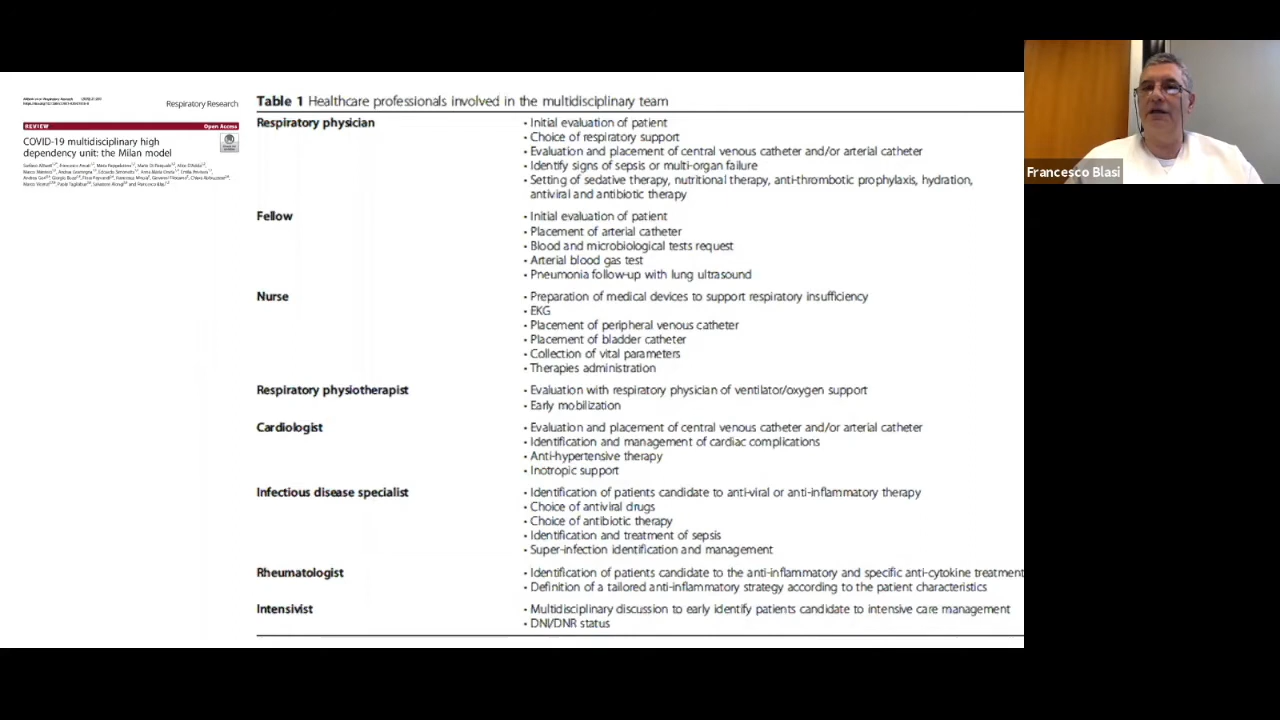 Respiratory Research
REVIEW
Open Access
COVID-19 multidisciplinary high
dependency unit: the Milan model
Table 1 Healthcare professionals involved in the multidisciplinary team
Respiratory physician
• Initial evaluation of patient
• Choice of respiratory support
• Evaluation and placement of central venous catheter and/or arterial catheter
• Identify signs of sepsis or multi-organ failure
• Setting of sedative therapy, nutritional therapy, anti-thrombotic prophylaxis, hydration,
antiviral and antibiotic therapy
Fellow
• Initial evaluation of patient
• Placement of arterial catheter
• Blood and microbiological tests request
• Arterial blood gas test
• Pneumonia follow-up with lung ultrasound
Nurse
• Preparation of medical devices to support respiratory insufficiency
• EKG
• Placement of peripheral venous catheter
• Placement of bladder catheter
• Collection of vital parameters
• Therapies administration
Respiratory physiotherapist
• Evaluation with respiratory physician of ventilator/oxygen support
• Early mobilization
Cardiologist
• Evaluation and placement of central venous catheter and/or arterial catheter
• Identification and management of cardiac complications
• Anti-hypertensive therapy
• Inotropic support
Infectious disease specialist
• Identification of patients candidate to anti-viral or anti-inflammatory therapy
• Choice of antiviral drugs
• Choice of antibiotic therapy
• Identification and treatment of sepsis
• Super-infection identification and management
Rheumatologist
• Identification of patients candidate to the anti-inflammatory and specific anti-cytokine treatment
• Definition of a tailored anti-inflammatory strategy according to the patient characteristics
Intensivist
• Multidisciplinary discussion to early identify patients candidate to intensive care management
• DNI/DNR status
Francesco Blasi